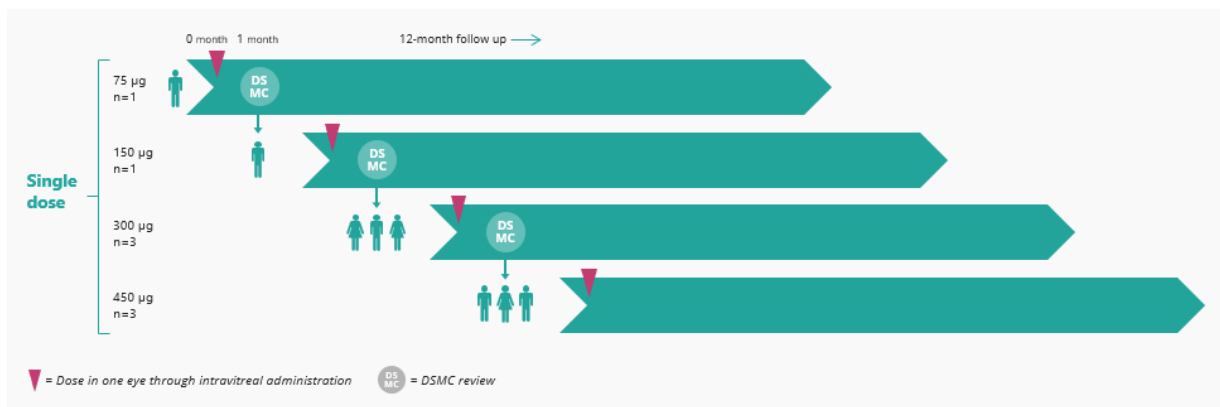 0 month 1 month 12-month follow up
75 µg
n=1
DS
MC
150 µg
n=1
DS
MC
Single
dose
300 µg
n=3
DS
MC
450 µg
n=3
= Dose in one eye through intravitreal administration
DS
MC
= DSMC review